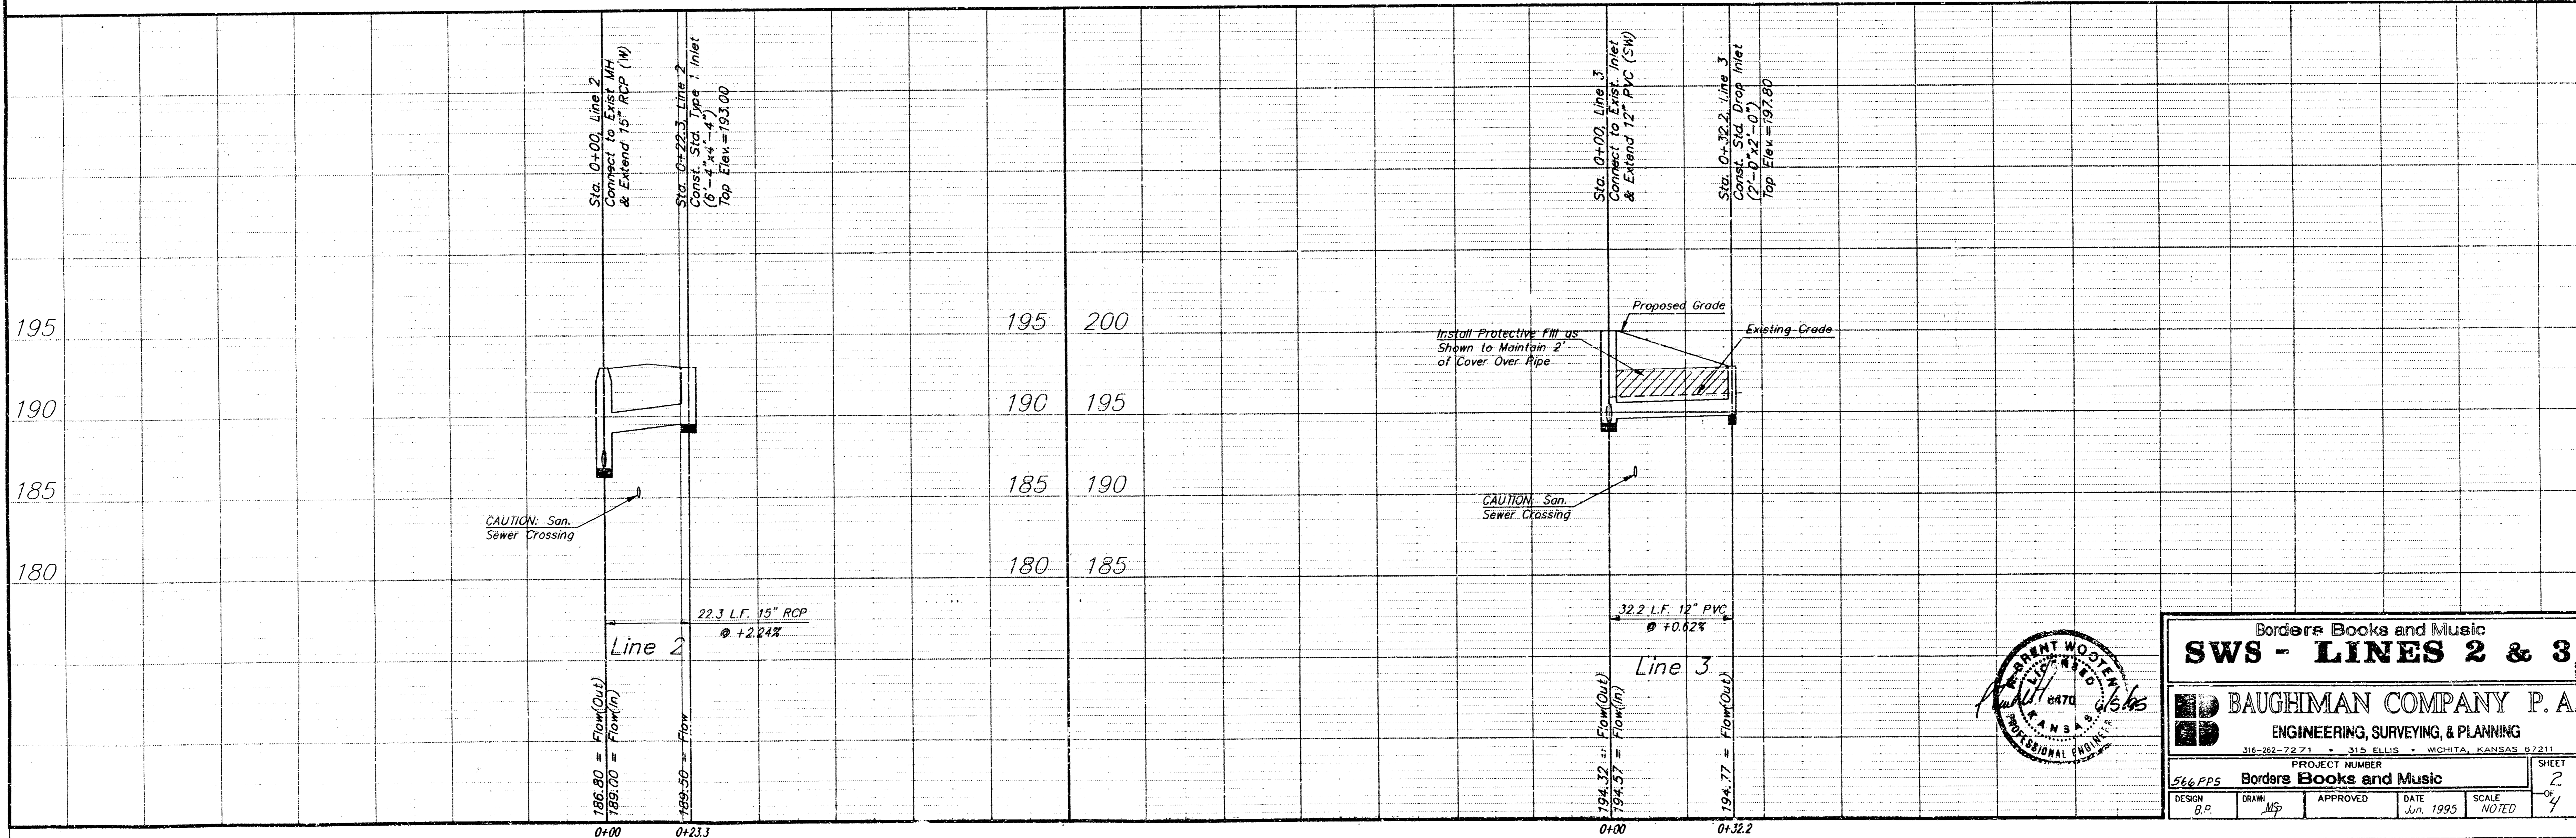 Sta. 0+00, Line 2
Connect to Exist MH
& Extend 15" RCP (W)
Sta. 0+22.3, Line 2
Const. Std. Type 1 Inlet
(6'-4"x4'-4")
Top Elev.=193.00
Sta. 0+00, Line 3
Connect to Exist. Inlet
& Extend 12" PVC (SW)
Sta. 0+32.2, Line 3
Const. Std. Drop Inlet
(2'-0"x2'-0")
Top Elev.=197.80
195
190
185
180
195 200
190 195
185 190
180 185
CAUTION: San.
Sewer Crossing
Proposed Grade
Install Protective Fill as
Shown to Maintain 2'
of Cover Over Pipe
Existing Grade
CAUTION: San.
Sewer Crossing
22.3 L.F. 15" RCP
@ +2.24%
Line 2
186.80 = Flow(Out)
189.00 = Flow(In)
189.50 = Flow
0+00
0+23.3
32.2 L.F. 12" PVC
@ +0.62%
Line 3
194.32 = Flow(Out)
194.57 = Flow(In)
194.77 = Flow(Out)
0+00
0+32.2
BRENT WOOTEN
LICENSED
8470
KANSAS
PROFESSIONAL ENGINEER
Borders Books and Music
SWS - LINES 2 & 3
BAUGHMAN COMPANY P. A.
ENGINEERING, SURVEYING, & PLANNING
316-262-7271 • 315 ELLIS • WICHITA, KANSAS 67211
PROJECT NUMBER
566PPS Borders Books and Music
SHEET
2
OF
4
DESIGN
B.P.
DRAWN
MSP
APPROVED
DATE
Jun. 1995
SCALE
NOTED